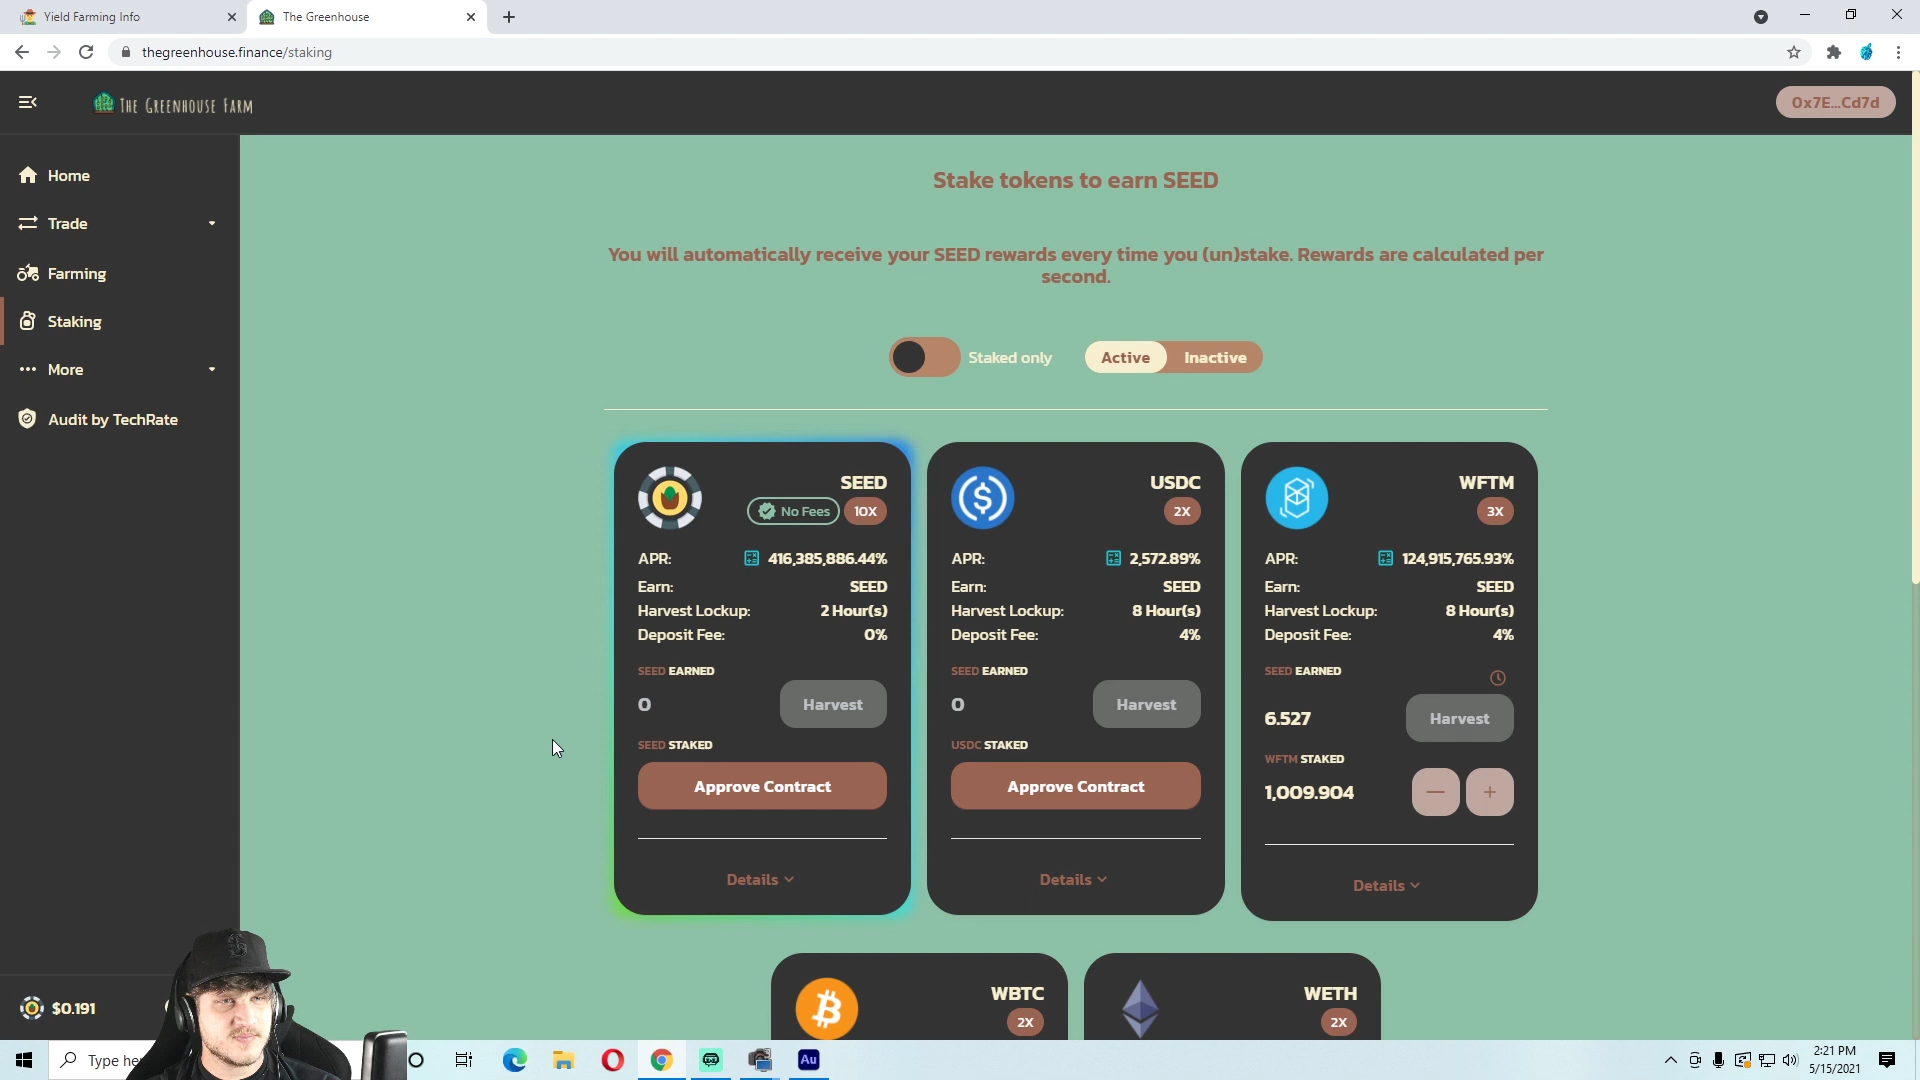 Yield Farming Info
The Greenhouse
thegreenhouse.finance/staking
The Greenhouse Farm
0x7E...Cd7d
Home
Trade
Farming
Staking
More
Audit by TechRate
$0.191
Stake tokens to earn SEED
You will automatically receive your SEED rewards every time you (un)stake. Rewards are calculated per
second.
Staked only
Active
Inactive
SEED
No Fees
10X
APR:
416,385,886.44%
Earn:
SEED
Harvest Lockup:
2 Hour(s)
Deposit Fee:
0%
SEED EARNED
0
Harvest
SEED STAKED
Approve Contract
Details
USDC
2X
APR:
2,572.89%
Earn:
SEED
Harvest Lockup:
8 Hour(s)
Deposit Fee:
4%
SEED EARNED
0
Harvest
USDC STAKED
Approve Contract
Details
WFTM
3X
APR:
124,915,765.93%
Earn:
SEED
Harvest Lockup:
8 Hour(s)
Deposit Fee:
4%
SEED EARNED
6.527
Harvest
WFTM STAKED
1,009.904
Details
WBTC
2X
WETH
2X
Type
Au
2:21 PM
5/15/2021